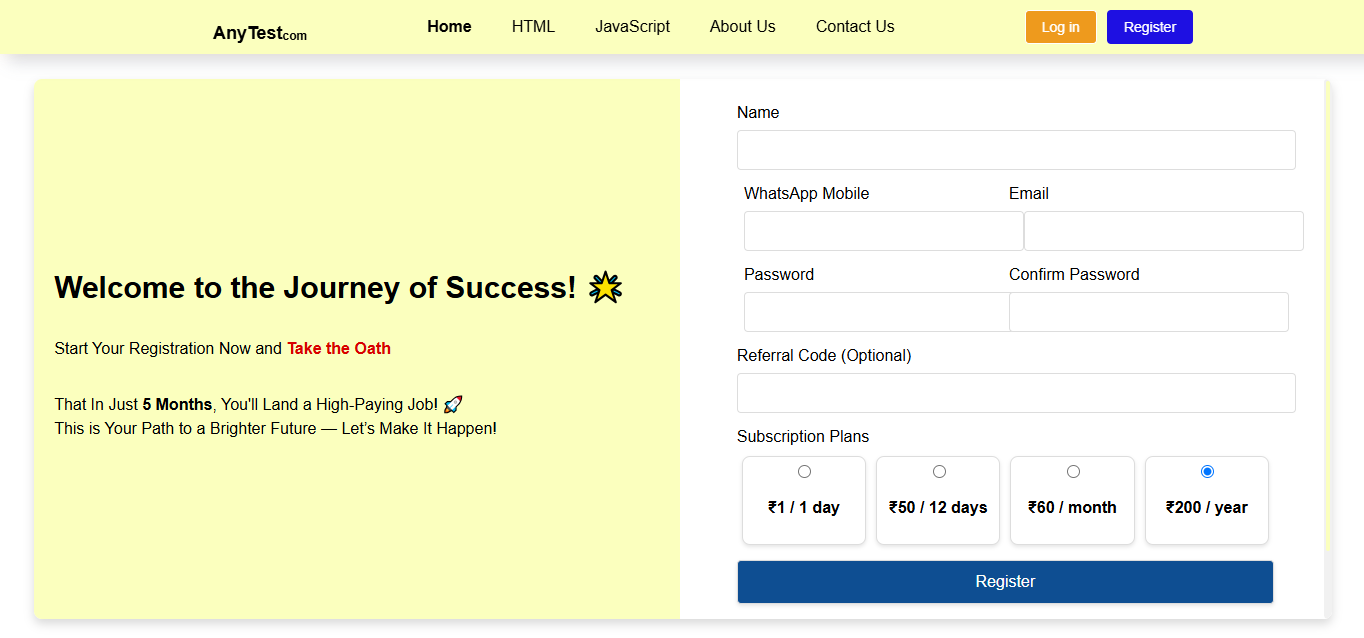 AnyTest.com Home HTML JavaScript About Us Contact Us Log in Register
Welcome to the Journey of Success! 🌟
Start Your Registration Now and Take the Oath
That In Just 5 Months, You'll Land a High-Paying Job! 🚀
This is Your Path to a Brighter Future — Let’s Make It Happen!
Name
WhatsApp Mobile Email
Password Confirm Password
Referral Code (Optional)
Subscription Plans
₹1 / 1 day ₹50 / 12 days ₹60 / month ₹200 / year
Register